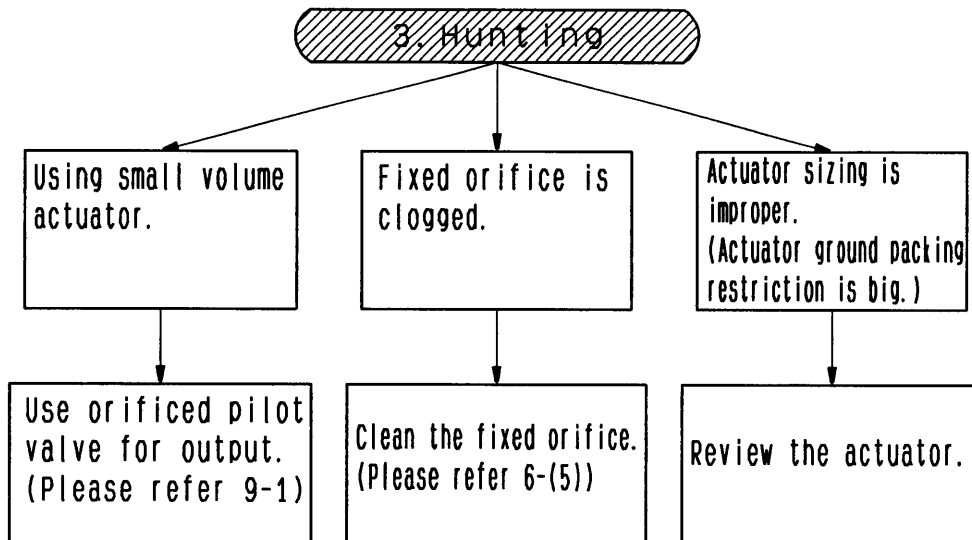 3. Hunting
Using small volume
actuator.
Fixed orifice is
clogged.
Actuator sizing is
improper.
(Actuator ground packing
restriction is big.)
Use orificed pilot
valve for output.
(Please refer 9-1)
Clean the fixed orifice.
(Please refer 6-(5))
Review the actuator.